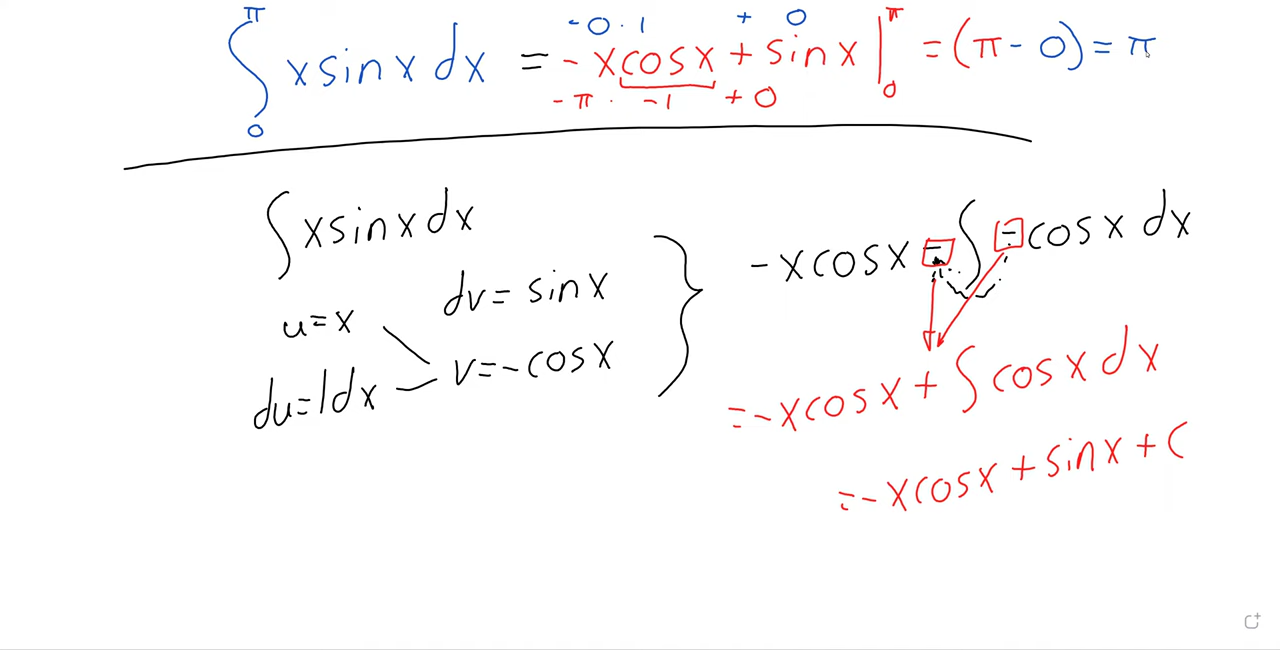 ∫₀^π x sin x dx = -x cos x + sin x |₀^π = (π - 0) = π
-0 · 1 + 0
-π · -1 + 0
∫ x sin x dx
u = x dv = sin x
du = 1dx v = -cos x
-x cos x - ∫ - cos x dx
= -x cos x + ∫ cos x dx
= -x cos x + sin x + C